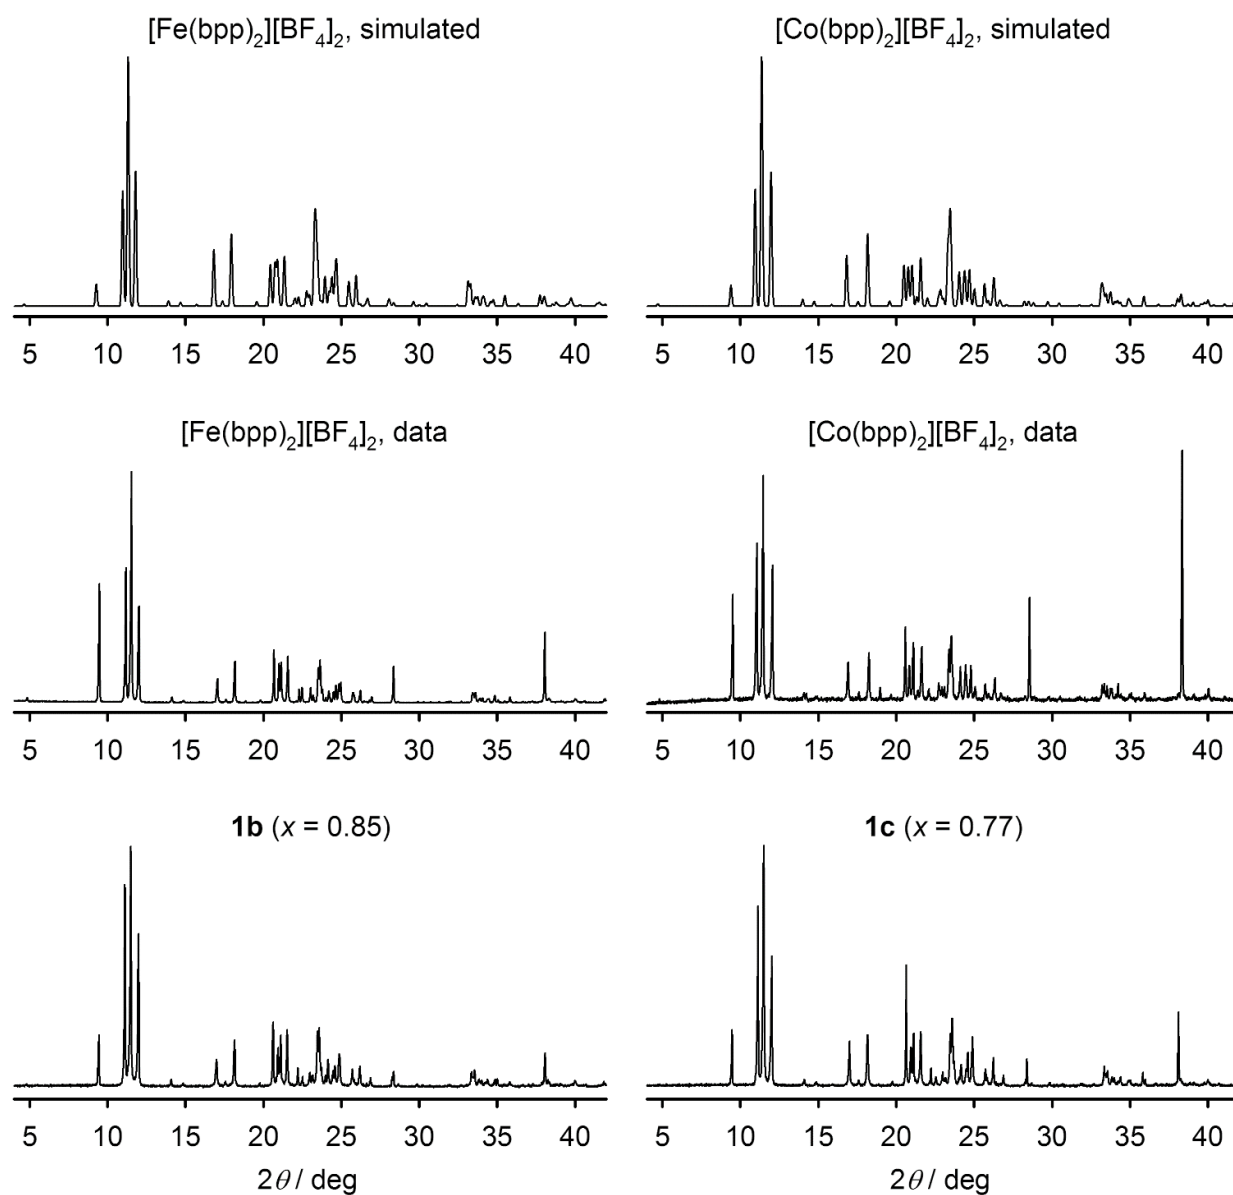 [Fe(bpp)₂][BF₄]₂, simulated
[Co(bpp)₂][BF₄]₂, simulated
5 10 15 20 25 30 35 40
5 10 15 20 25 30 35 40
[Fe(bpp)₂][BF₄]₂, data
[Co(bpp)₂][BF₄]₂, data
5 10 15 20 25 30 35 40
5 10 15 20 25 30 35 40
1b (x = 0.85)
1c (x = 0.77)
5 10 15 20 25 30 35 40
5 10 15 20 25 30 35 40
2θ / deg
2θ / deg